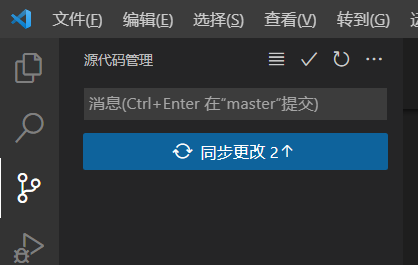 文件(F) 编辑(E) 选择(S) 查看(V) 转到(G)
源代码管理
消息(Ctrl+Enter 在"master"提交)
同步更改 2↑